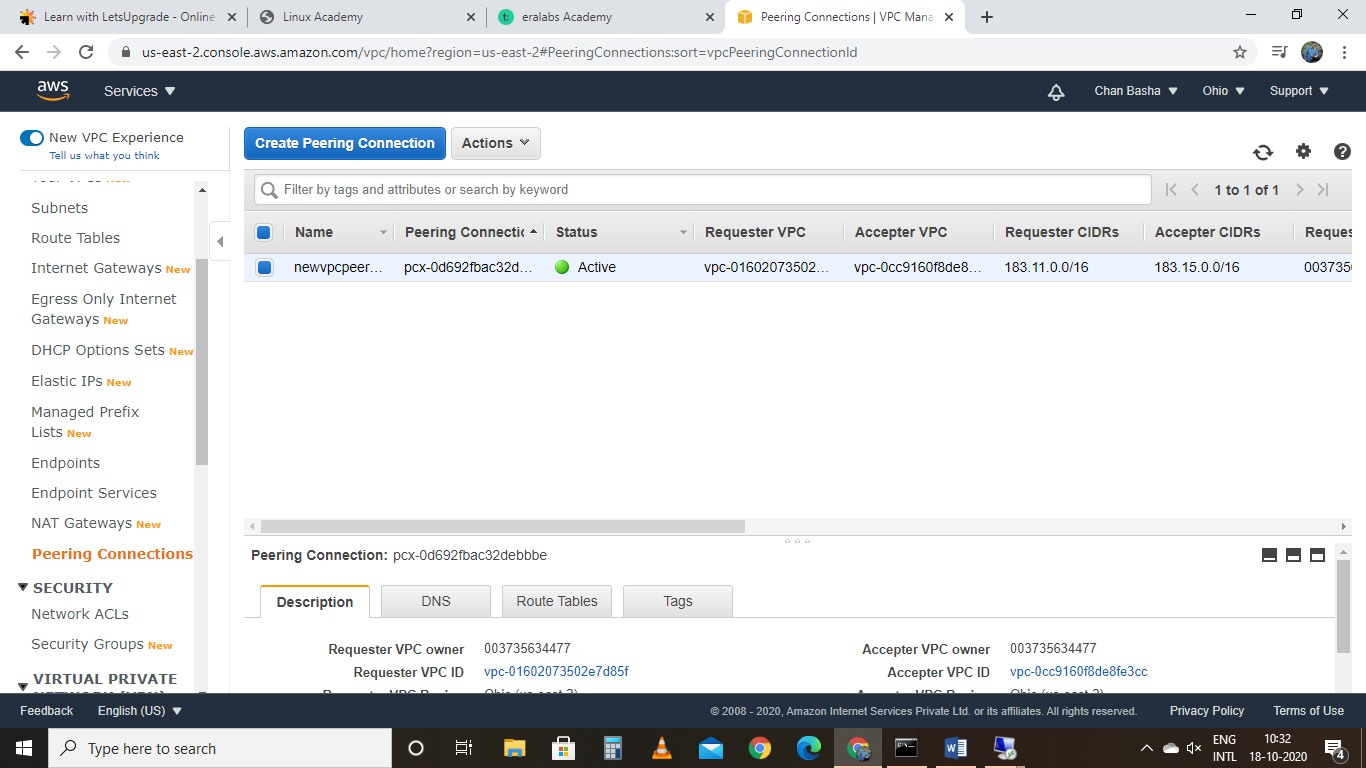 Learn with LetsUpgrade - Online
Linux Academy
eralabs Academy
Peering Connections | VPC Mana
us-east-2.console.aws.amazon.com/vpc/home?region=us-east-2#PeeringConnections:sort=vpcPeeringConnectionId
aws
Services
Chan Basha
Ohio
Support
New VPC Experience
Tell us what you think
Subnets
Route Tables
Internet Gateways New
Egress Only Internet
Gateways New
DHCP Options Sets New
Elastic IPs New
Managed Prefix
Lists New
Endpoints
Endpoint Services
NAT Gateways New
Peering Connections
SECURITY
Network ACLs
Security Groups New
VIRTUAL PRIVATE
Create Peering Connection
Actions
Filter by tags and attributes or search by keyword
1 to 1 of 1
Name
Peering Connectic
Status
Requester VPC
Accepter VPC
Requester CIDRs
Accepter CIDRs
Reques
newvpcpeer...
pcx-0d692fbac32d...
Active
vpc-01602073502...
vpc-0cc9160f8de8...
183.11.0.0/16
183.15.0.0/16
003735
Peering Connection: pcx-0d692fbac32debbbe
Description
DNS
Route Tables
Tags
Requester VPC owner 003735634477
Accepter VPC owner 003735634477
Requester VPC ID vpc-01602073502e7d85f
Accepter VPC ID vpc-0cc9160f8de8fe3cc
Feedback
English (US)
© 2008 - 2020, Amazon Internet Services Private Ltd. or its affiliates. All rights reserved.
Privacy Policy
Terms of Use
Type here to search
ENG
INTL
10:32
18-10-2020
4